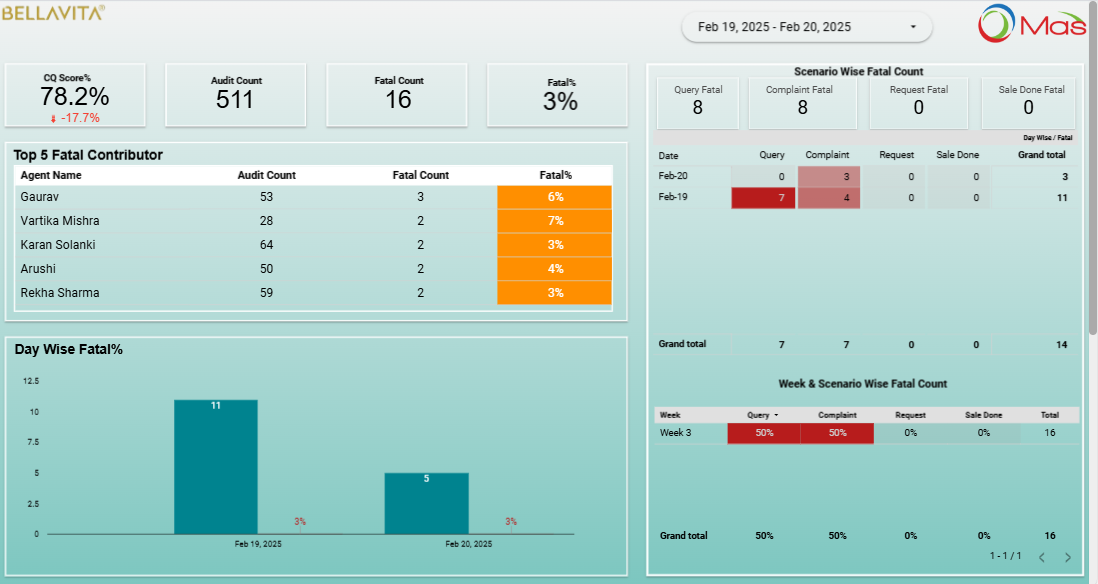 BELLAVITA®
Feb 19, 2025 - Feb 20, 2025
Mas
CQ Score%
78.2%
-17.7%
Audit Count
511
Fatal Count
16
Fatal%
3%
Top 5 Fatal Contributor
Agent Name Audit Count Fatal Count Fatal%
Gaurav 53 3 6%
Vartika Mishra 28 2 7%
Karan Solanki 64 2 3%
Arushi 50 2 4%
Rekha Sharma 59 2 3%
Day Wise Fatal%
12.5
10
7.5
5
2.5
0
11
3%
5
3%
Feb 19, 2025
Feb 20, 2025
Scenario Wise Fatal Count
Query Fatal
8
Complaint Fatal
8
Request Fatal
0
Sale Done Fatal
0
Day Wise / Fatal
Date Query Complaint Request Sale Done Grand total
Feb-20 0 3 0 0 3
Feb-19 7 4 0 0 11
Grand total 7 7 0 0 14
Week & Scenario Wise Fatal Count
Week Query Complaint Request Sale Done Total
Week 3 50% 50% 0% 0% 16
Grand total 50% 50% 0% 0% 16
1 - 1 / 1